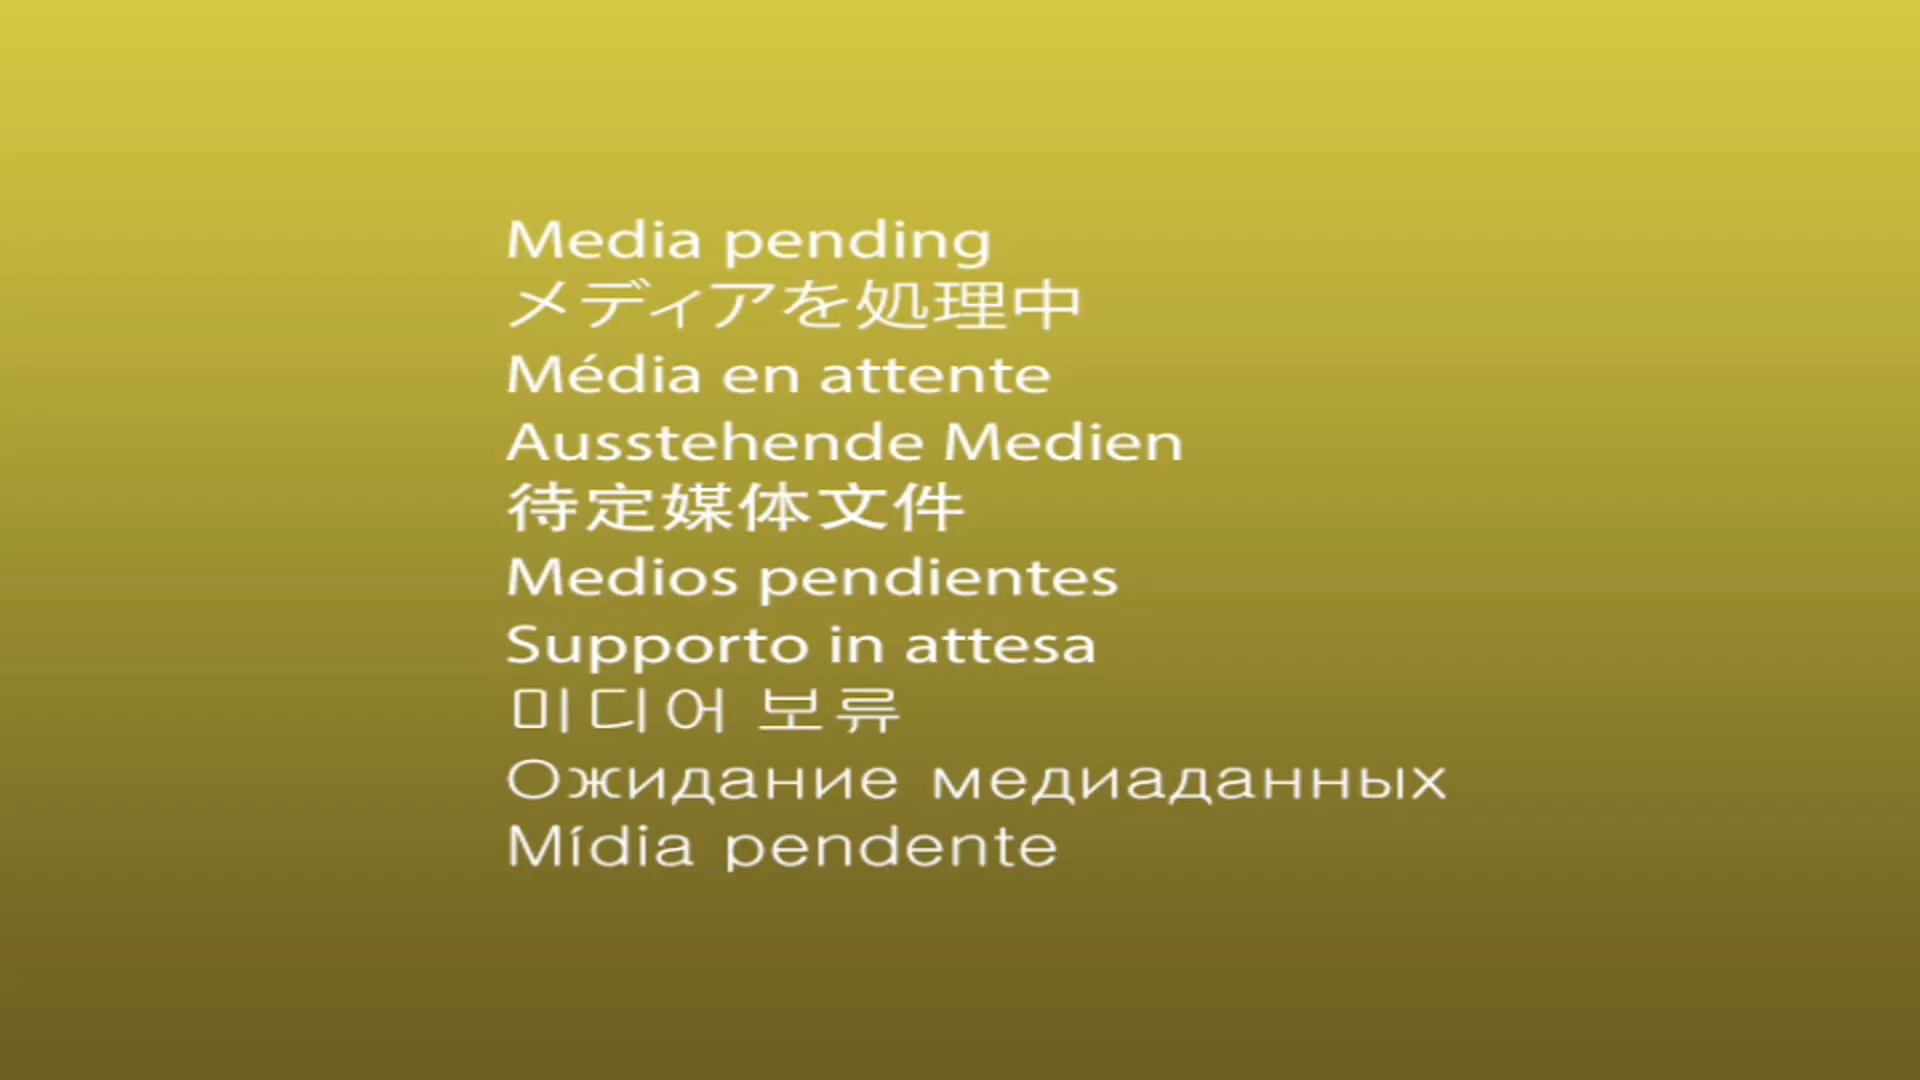 Media pending
メディアを処理中
Média en attente
Ausstehende Medien
待定媒体文件
Medios pendientes
Supporto in attesa
미디어 보류
Ожидание медиаданных
Mídia pendente